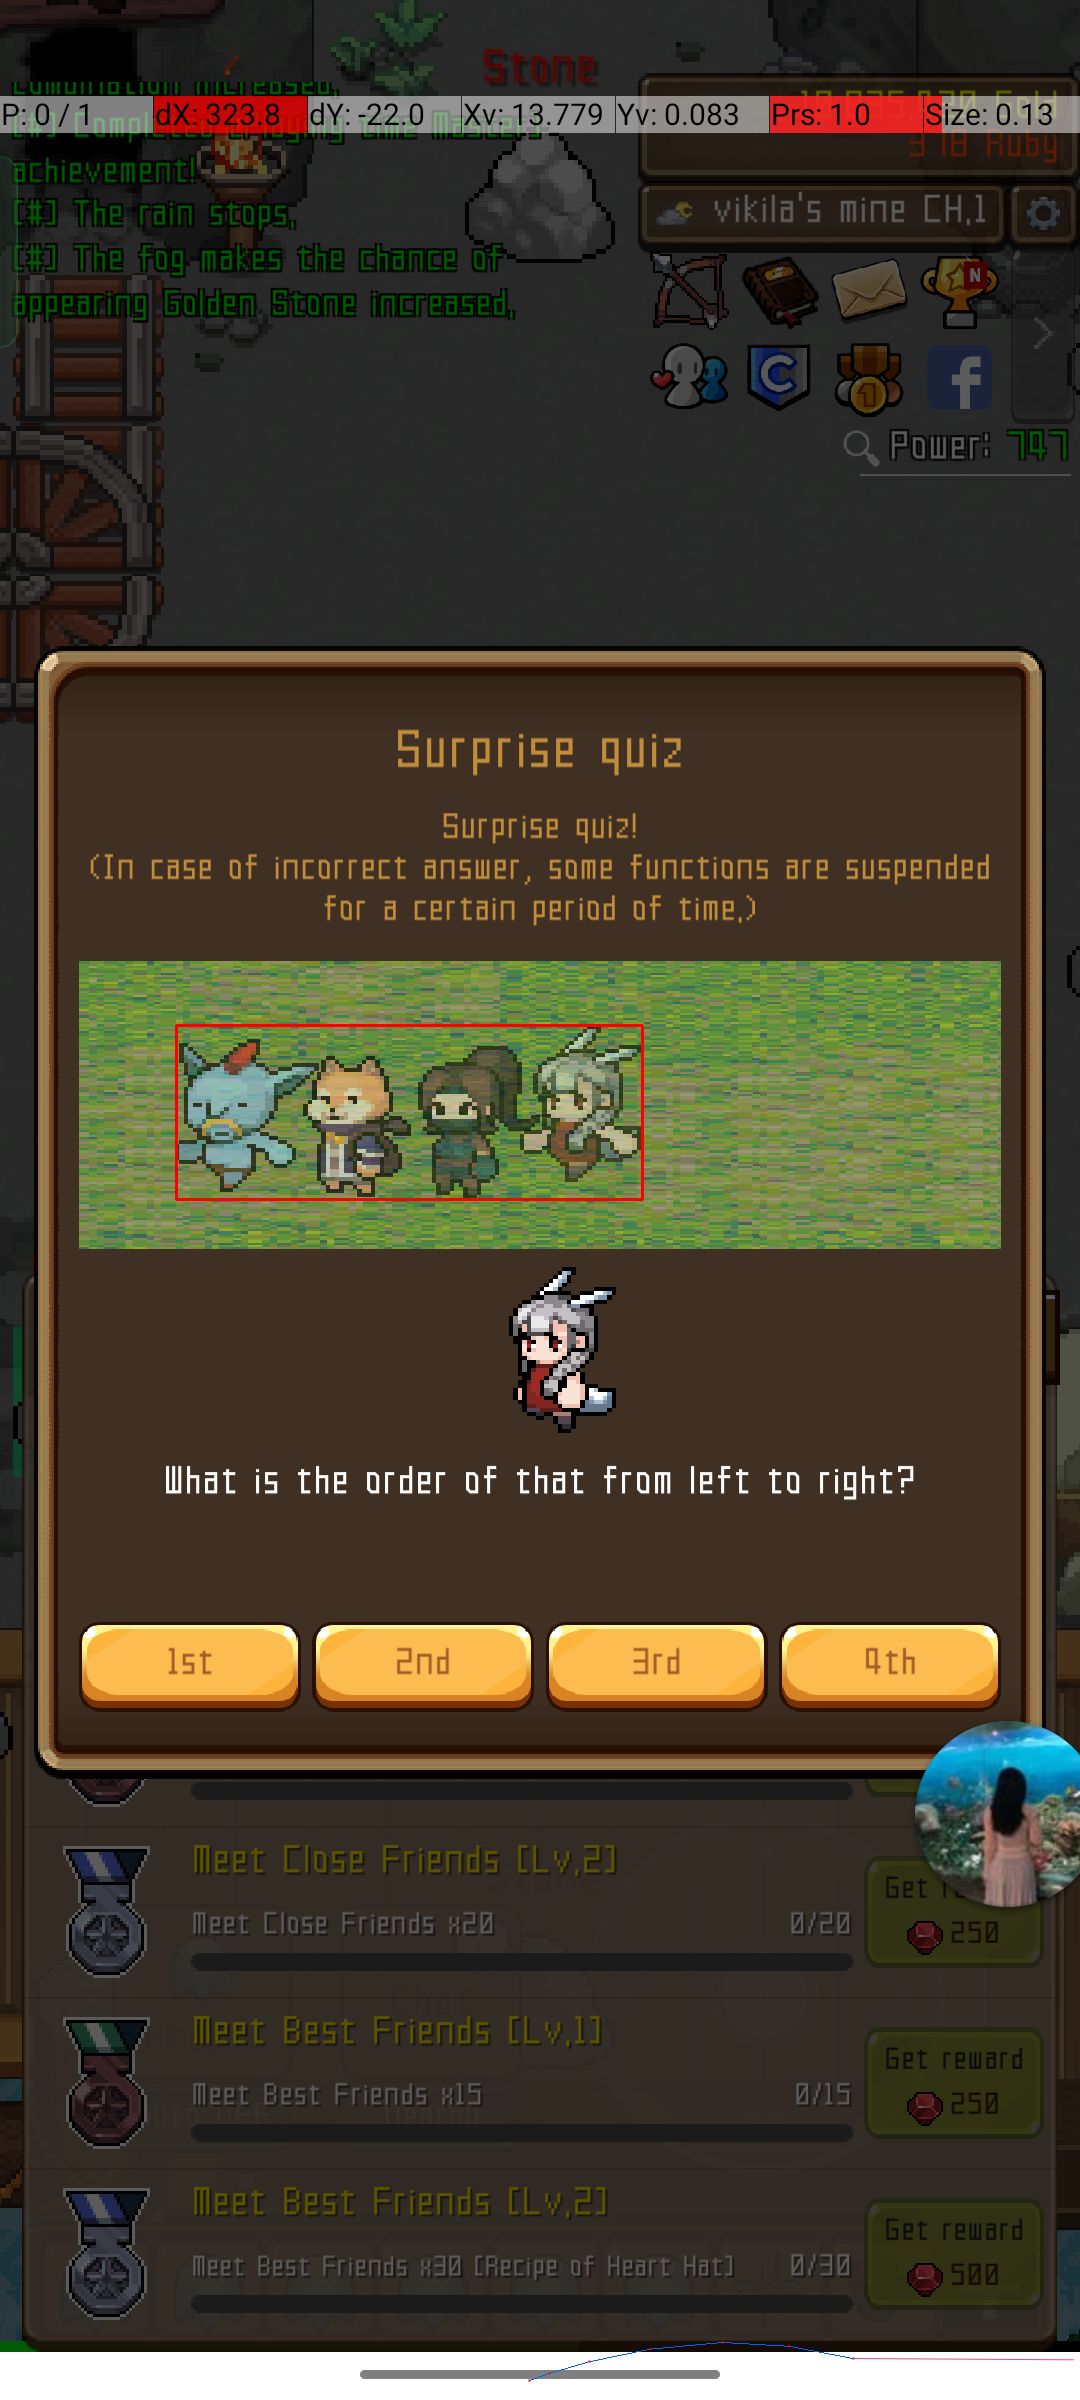 Stone
P: 0 / 1 dX: 323.8 dY: -22.0 Xv: 13.779 Yv: 0.083 Prs: 1.0 Size: 0.13
achievement!
318 Ruby
[#] The rain stops.
vikila's mine CH.1
[#] The fog makes the chance of
appearing Golden Stone increased.
N
C
1
f
Power: 747
Surprise quiz
Surprise quiz!
(In case of incorrect answer, some functions are suspended
for a certain period of time.)
What is the order of that from left to right?
1st 2nd 3rd 4th
Meet Close Friends [Lv.2]
Get
Meet Close Friends x20 0/20
250
Meet Best Friends [Lv.1]
Get reward
Meet Best Friends x15 0/15
250
Meet Best Friends [Lv.2]
Get reward
Meet Best Friends x30 [Recipe of Heart Hat] 0/30
500